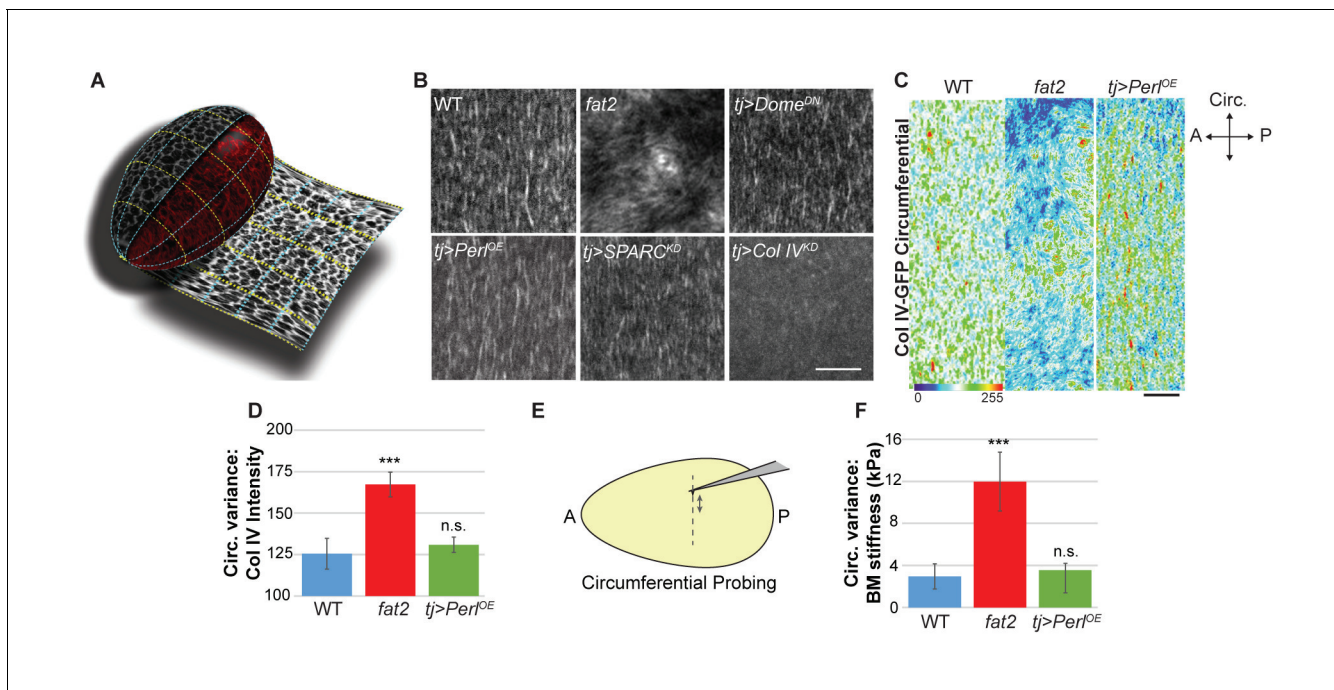 A
B
WT
fat2
tj>Dome^DN
tj>Perl^OE
tj>SPARC^KD
tj>Col IV^KD
C
WT
fat2
tj>Perl^OE
Circ.
A
P
Col IV-GFP Circumferential
0
255
D
Circ. variance:
Col IV Intensity
200
175
150
125
100
***
n.s.
WT
fat2
tj>Perl^OE
E
A
P
Circumferential Probing
F
Circ. variance:
BM stiffness (kPa)
16
12
8
4
0
***
n.s.
WT
fat2
tj>Perl^OE